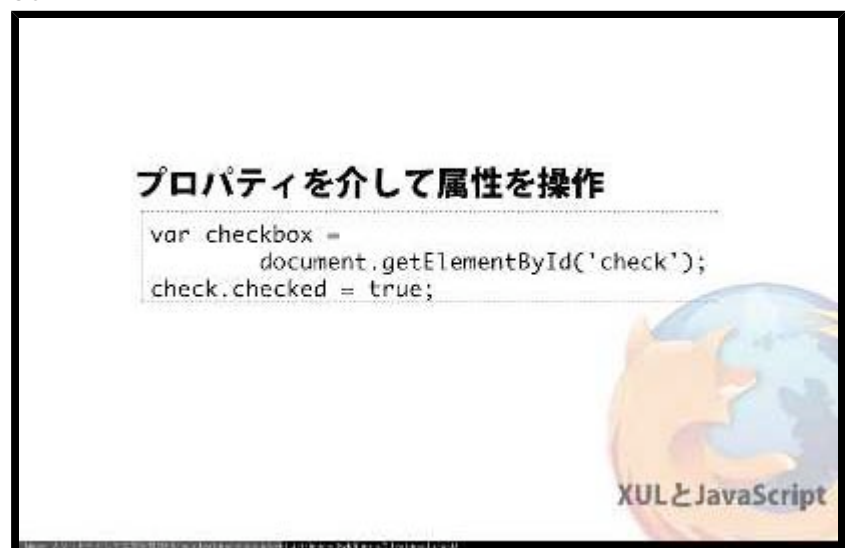 プロパティを介して属性を操作
var checkbox =
document.getElementById('check');
check.checked = true;
XULとJavaScript